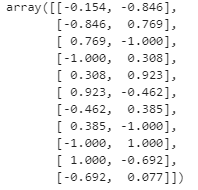 array([[-0.154, -0.846],
       [-0.846,  0.769],
       [ 0.769, -1.000],
       [-1.000,  0.308],
       [ 0.308,  0.923],
       [ 0.923, -0.462],
       [-0.462,  0.385],
       [ 0.385, -1.000],
       [-1.000,  1.000],
       [ 1.000, -0.692],
       [-0.692,  0.077]])